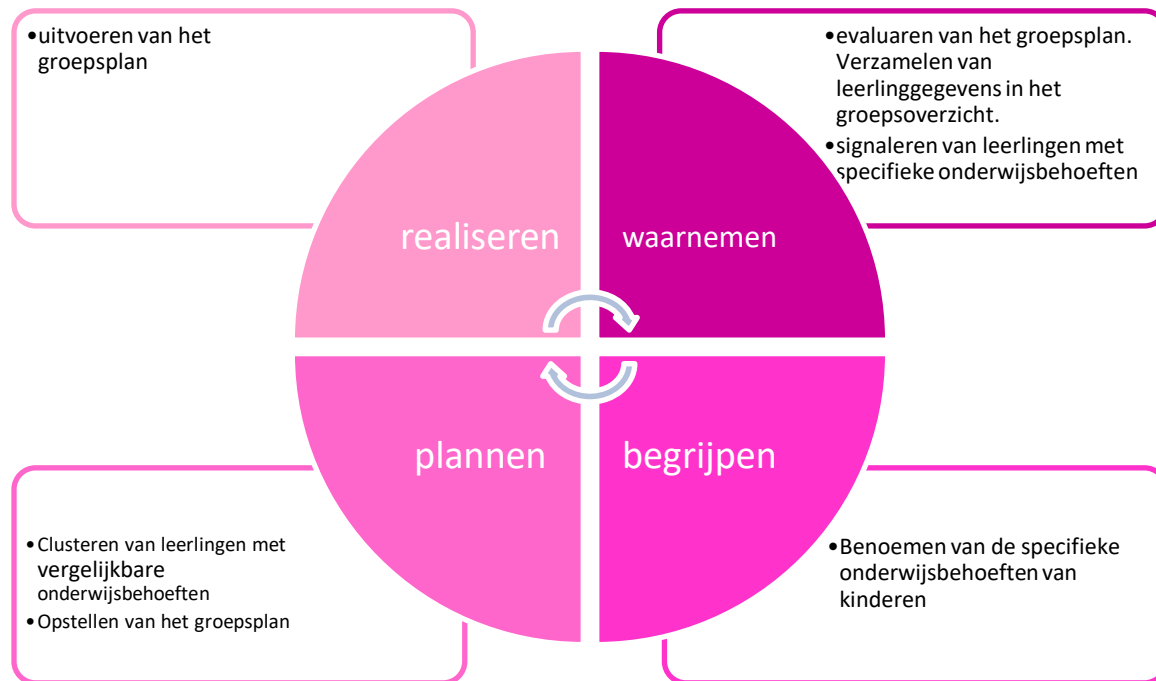 •uitvoeren van het
groepsplan
•evaluaren van het groepsplan.
Verzamelen van
leerlinggegevens in het
groepsoverzicht.
•signaleren van leerlingen met
specifieke onderwijsbehoeften
realiseren
waarnemen
plannen
begrijpen
•Clusteren van leerlingen met
vergelijkbare
onderwijsbehoeften
•Opstellen van het groepsplan
•Benoemen van de specifieke
onderwijsbehoeften van
kinderen